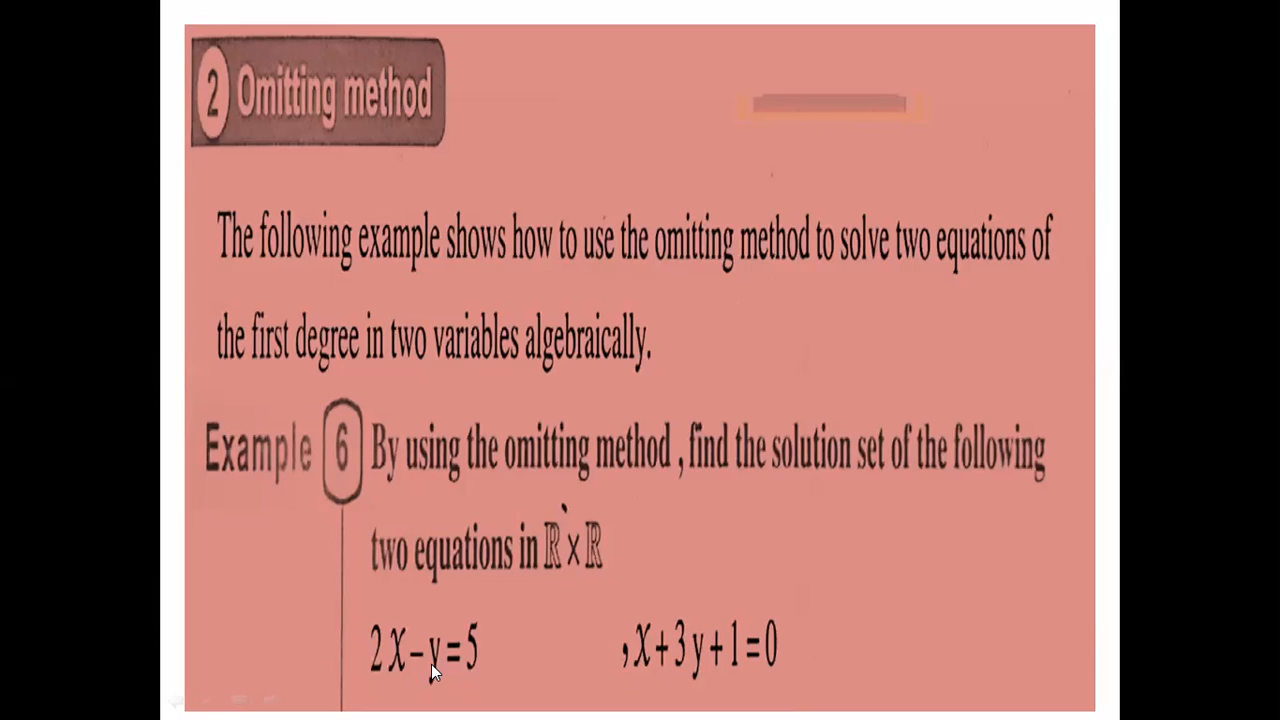 2 Omitting method
The following example shows how to use the omitting method to solve two equations of
the first degree in two variables algebraically.
Example 6 By using the omitting method , find the solution set of the following
two equations in ℝ×ℝ
2x−y=5 , x+3y+1=0